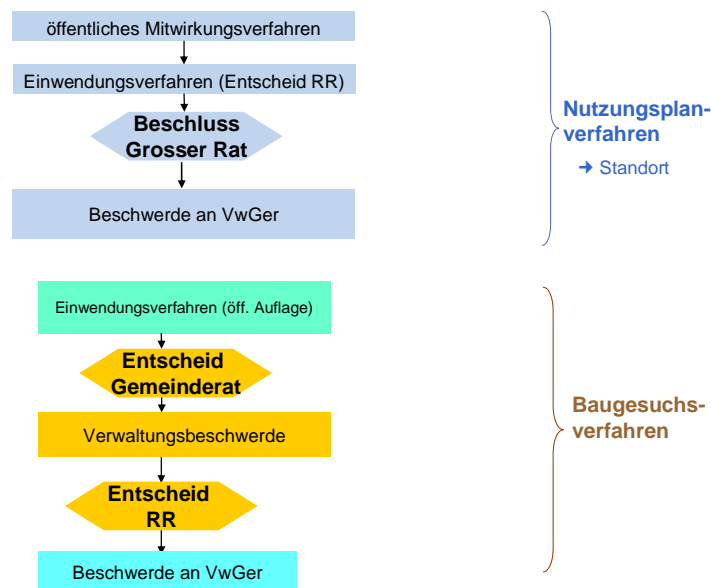 öffentliches Mitwirkungsverfahren
Einwendungsverfahren (Entscheid RR)
Beschluss
Grosser Rat
Beschwerde an VwGer
Nutzungsplan-
verfahren
➔ Standort
Einwendungsverfahren (öff. Auflage)
Entscheid
Gemeinderat
Verwaltungsbeschwerde
Entscheid
RR
Beschwerde an VwGer
Baugesuchs-
verfahren